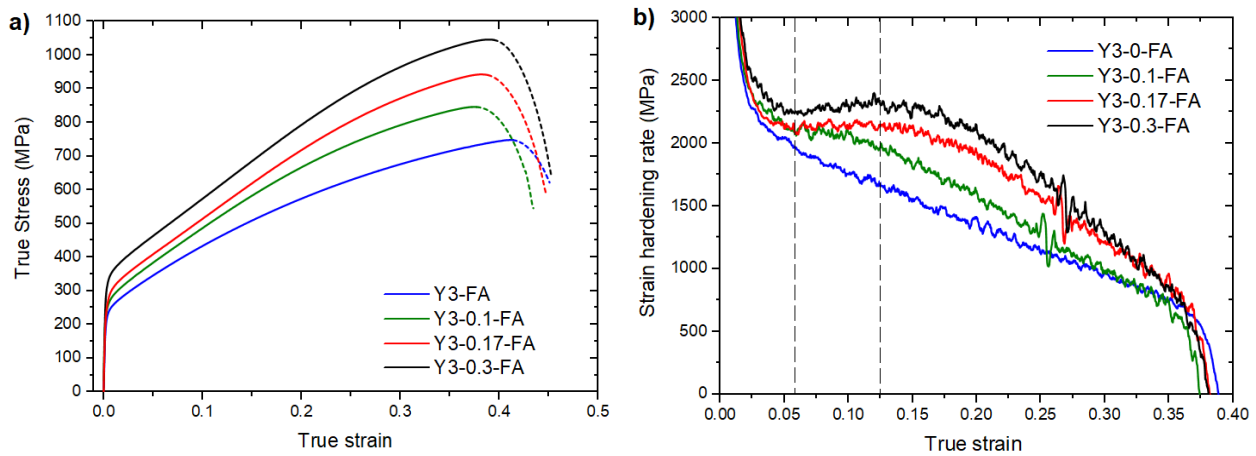 a)
1100
1000
900
800
700
600
500
400
300
200
100
0
True Stress (MPa)
0.0
0.1
0.2
0.3
0.4
0.5
True strain
Y3-FA
Y3-0.1-FA
Y3-0.17-FA
Y3-0.3-FA
b)
3000
2500
2000
1500
1000
500
0
Strain hardening rate (MPa)
0.00
0.05
0.10
0.15
0.20
0.25
0.30
0.35
0.40
True strain
Y3-0-FA
Y3-0.1-FA
Y3-0.17-FA
Y3-0.3-FA